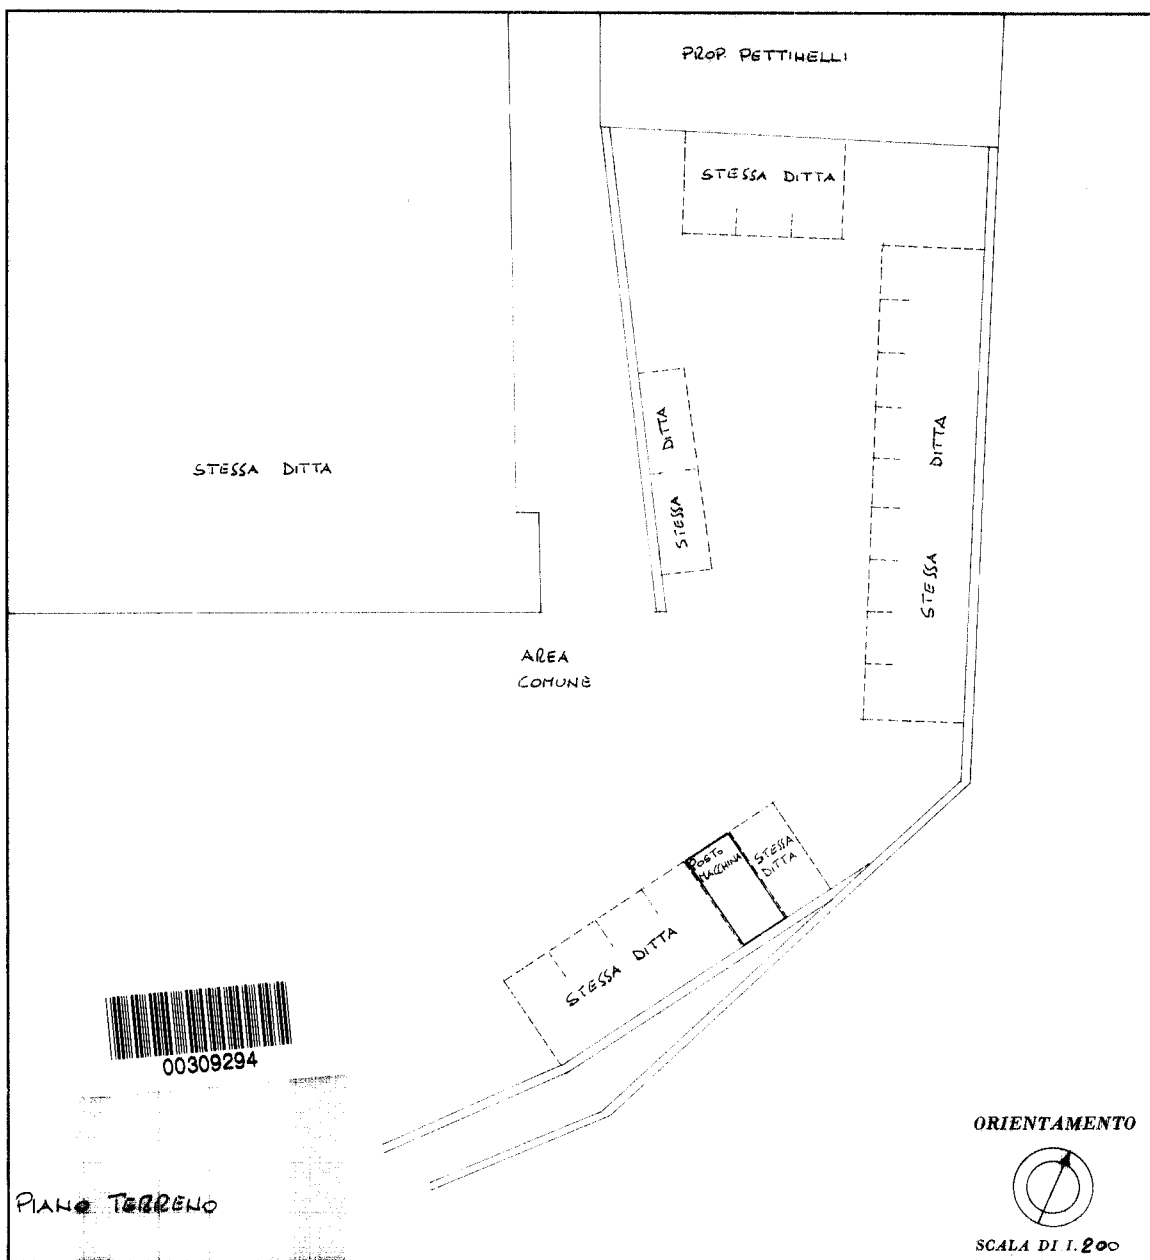 PROP. PETTINELLI
STESSA DITTA
STESSA DITTA
STESSA DITTA
STESSA DITTA
AREA
COMUNE
POSTO
MACCHINA
STESSA
DITTA
STESSA DITTA
00309294
PIANO TERRENO
ORIENTAMENTO
SCALA DI 1:200